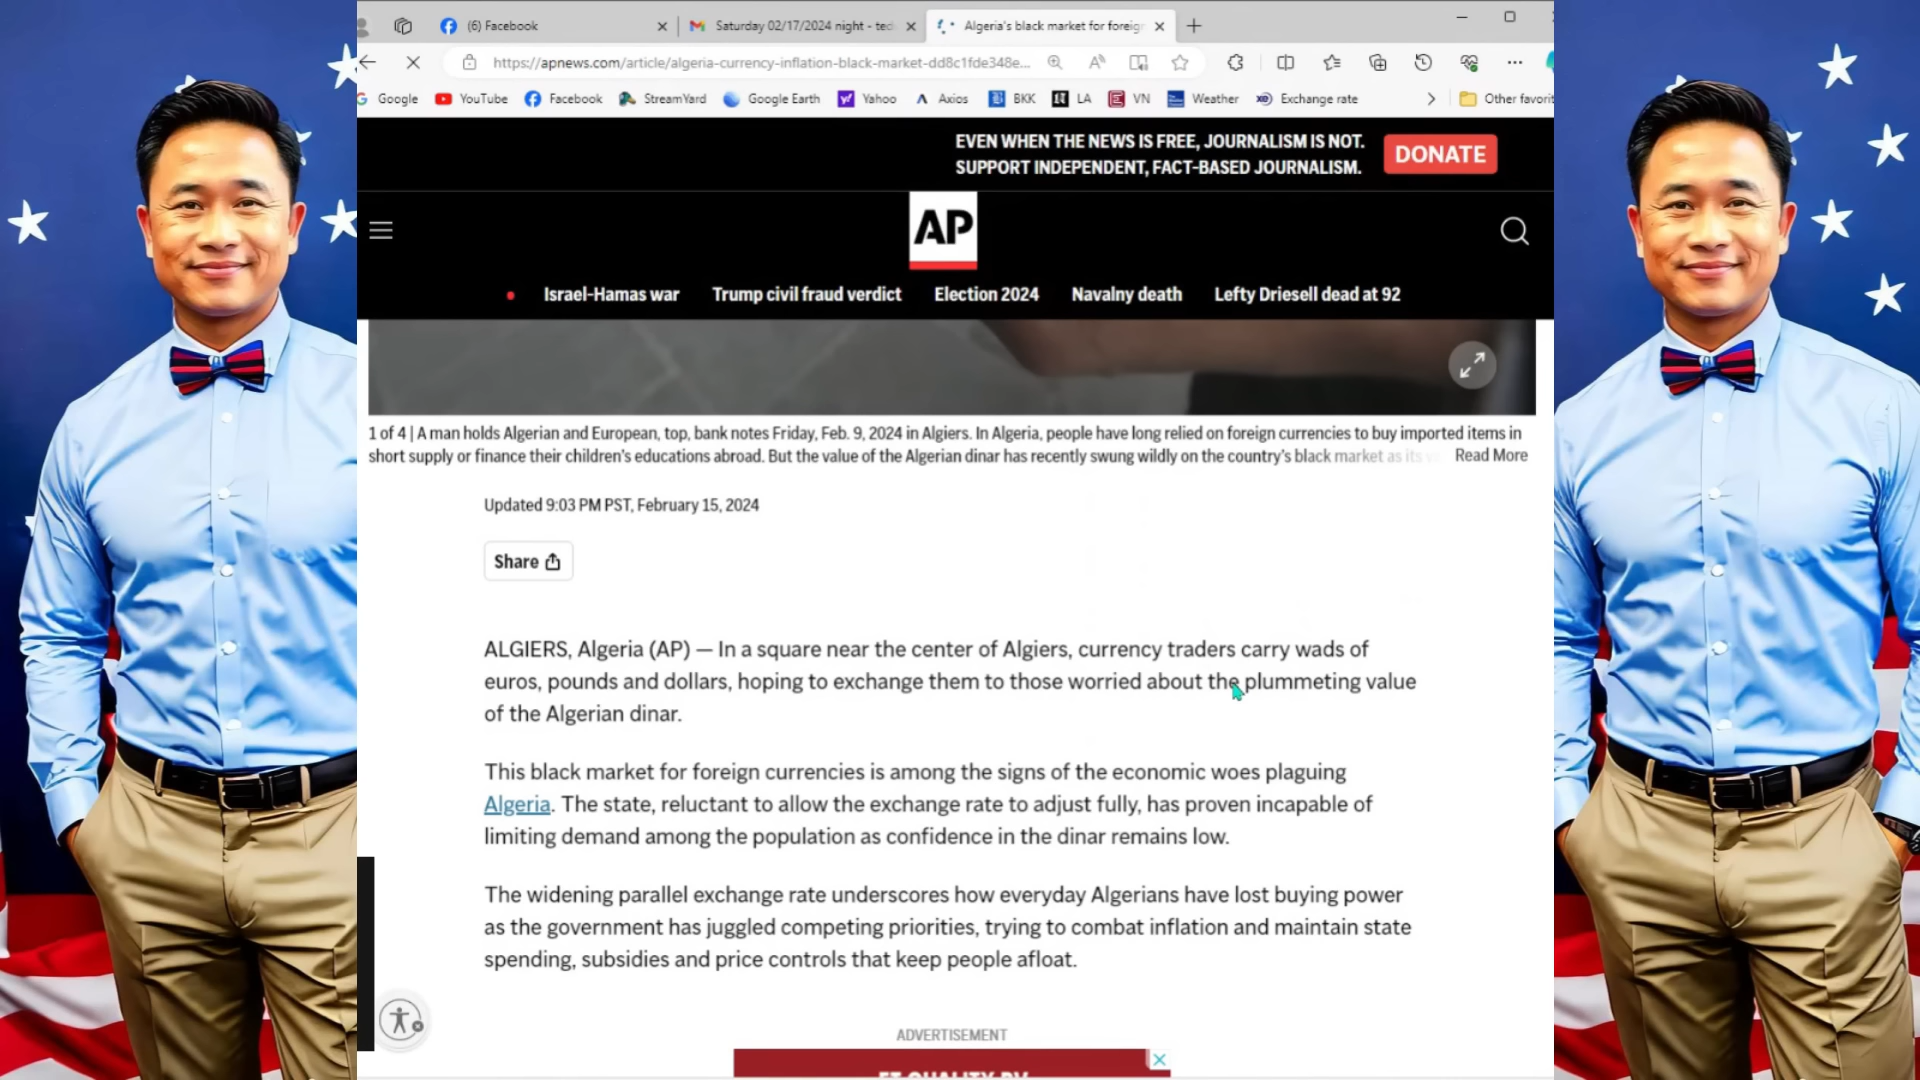 (6) Facebook
Saturday 02/17/2024 night - ted
Algeria's black market for foreign
https://apnews.com/article/algeria-currency-inflation-black-market-dd8c1fde348e...
Google YouTube Facebook StreamYard Google Earth Yahoo Axios BKK LA VN Weather Exchange rate Other favorit
EVEN WHEN THE NEWS IS FREE, JOURNALISM IS NOT.
SUPPORT INDEPENDENT, FACT-BASED JOURNALISM.
DONATE
AP
Israel-Hamas war Trump civil fraud verdict Election 2024 Navalny death Lefty Driesell dead at 92
1 of 4 | A man holds Algerian and European, top, bank notes Friday, Feb. 9, 2024 in Algiers. In Algeria, people have long relied on foreign currencies to buy imported items in
short supply or finance their children's educations abroad. But the value of the Algerian dinar has recently swung wildly on the country's black market as its Read More
Updated 9:03 PM PST, February 15, 2024
Share
ALGIERS, Algeria (AP) — In a square near the center of Algiers, currency traders carry wads of
euros, pounds and dollars, hoping to exchange them to those worried about the plummeting value
of the Algerian dinar.
This black market for foreign currencies is among the signs of the economic woes plaguing
Algeria. The state, reluctant to allow the exchange rate to adjust fully, has proven incapable of
limiting demand among the population as confidence in the dinar remains low.
The widening parallel exchange rate underscores how everyday Algerians have lost buying power
as the government has juggled competing priorities, trying to combat inflation and maintain state
spending, subsidies and price controls that keep people afloat.
ADVERTISEMENT